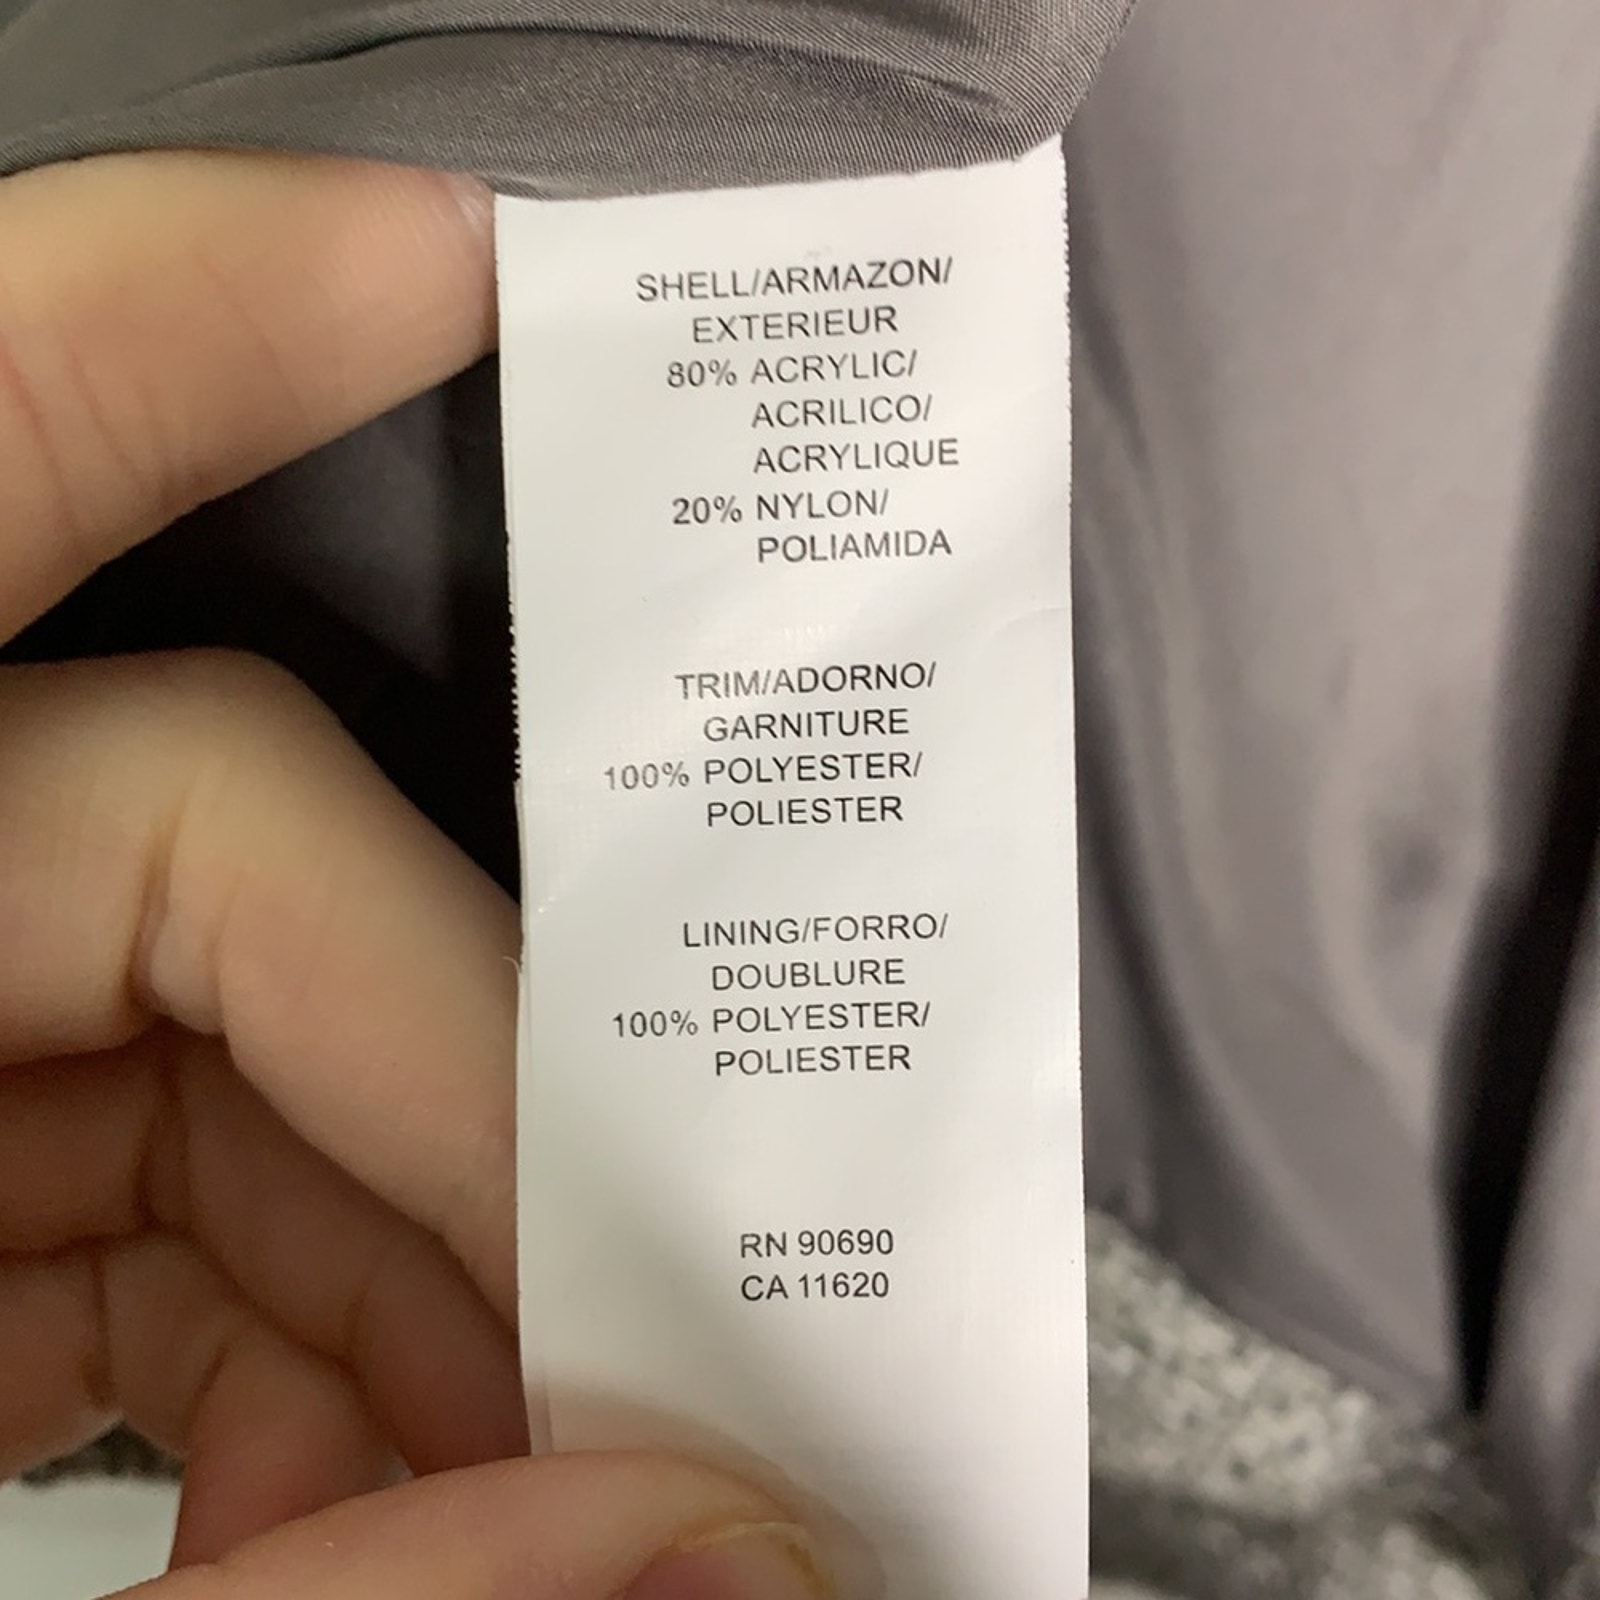 SHELL/ARMAZON/
EXTERIEUR
80% ACRYLIC/
ACRILICO/
ACRYLIQUE
20% NYLON/
POLIAMIDA
TRIM/ADORNO/
GARNITURE
100% POLYESTER/
POLIESTER
LINING/FORRO/
DOUBLURE
100% POLYESTER/
POLIESTER
RN 90690
CA 11620